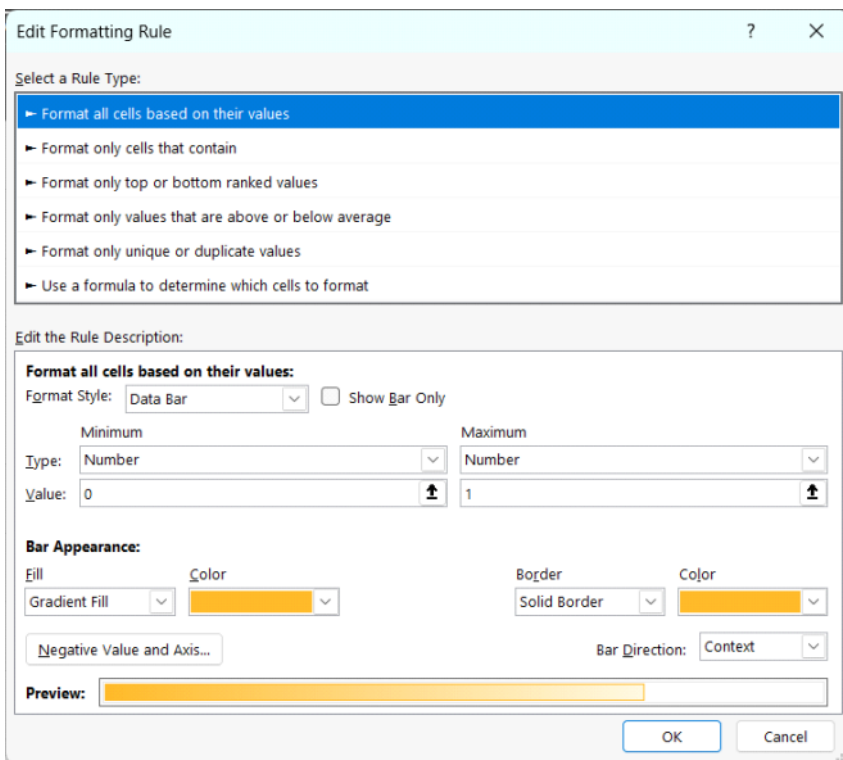 Edit Formatting Rule ?
Select a Rule Type:
► Format all cells based on their values
► Format only cells that contain
► Format only top or bottom ranked values
► Format only values that are above or below average
► Format only unique or duplicate values
► Use a formula to determine which cells to format
Edit the Rule Description:
Format all cells based on their values:
Format Style: Data Bar Show Bar Only
Minimum Maximum
Type: Number Number
Value: 0 1
Bar Appearance:
Fill Color Border Color
Gradient Fill Solid Border
Negative Value and Axis... Bar Direction: Context
Preview:
OK Cancel